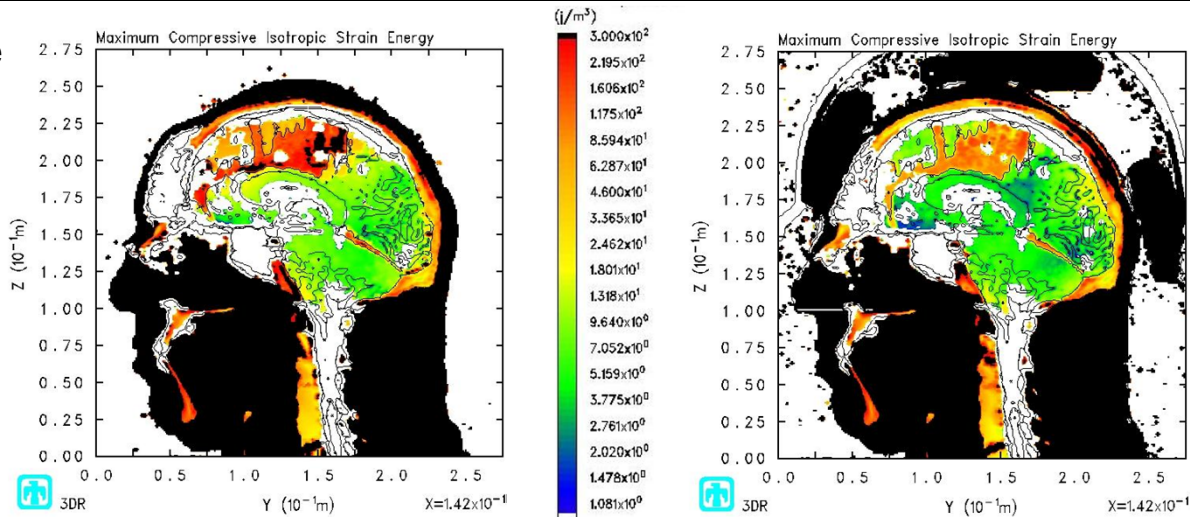 Maximum Compressive Isotropic Strain Energy
2.75
2.50
2.25
2.00
1.75
1.50
1.25
1.00
0.75
0.50
0.25
0.00
Z (10⁻¹m)
0.0 0.5 1.0 1.5 2.0 2.5
3DR Y (10⁻¹m) X=1.42x10⁻¹
(j/m³)
3.000x10²
2.195x10²
1.606x10²
1.175x10²
8.594x10¹
6.287x10¹
4.600x10¹
3.365x10¹
2.462x10¹
1.801x10¹
1.318x10¹
9.640x10⁰
7.052x10⁰
5.159x10⁰
3.775x10⁰
2.761x10⁰
2.020x10⁰
1.478x10⁰
1.081x10⁰
Maximum Compressive Isotropic Strain Energy
2.75
2.50
2.25
2.00
1.75
1.50
1.25
1.00
0.75
0.50
0.25
0.00
Z (10⁻¹m)
0.0 0.5 1.0 1.5 2.0 2.5
3DR Y (10⁻¹m) X=1.42x10⁻¹